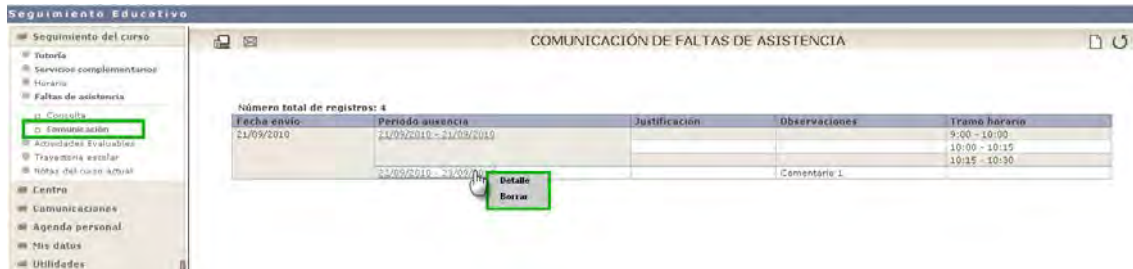 Seguimiento Educativo
Seguimiento del curso
Tutoría
Servicios complementarios
Horario
Faltas de asistencia
Consulta
Comunicación
Actividades Evaluables
Trayectoria escolar
Notas del curso actual
Centro
Comunicaciones
Agenda personal
Mis datos
Utilidades
COMUNICACIÓN DE FALTAS DE ASISTENCIA
Número total de registros: 4
Fecha envío Periodo ausencia Justificación Observaciones Tramo horario
21/09/2010 21/09/2010 - 21/09/2010 9:00 - 10:00
10:00 - 10:15
10:15 - 10:30
Comentario 1
Detalle
Borrar